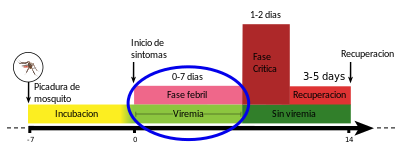 1-2 dias
Inicio de
sintomas
Recuperacion
0-7 dias
Fase
Critica
3-5 days
Picadura de
mosquito
Fase febril
Recuperacion
Incubacion
Viremia
Sin viremia
-7
0
14